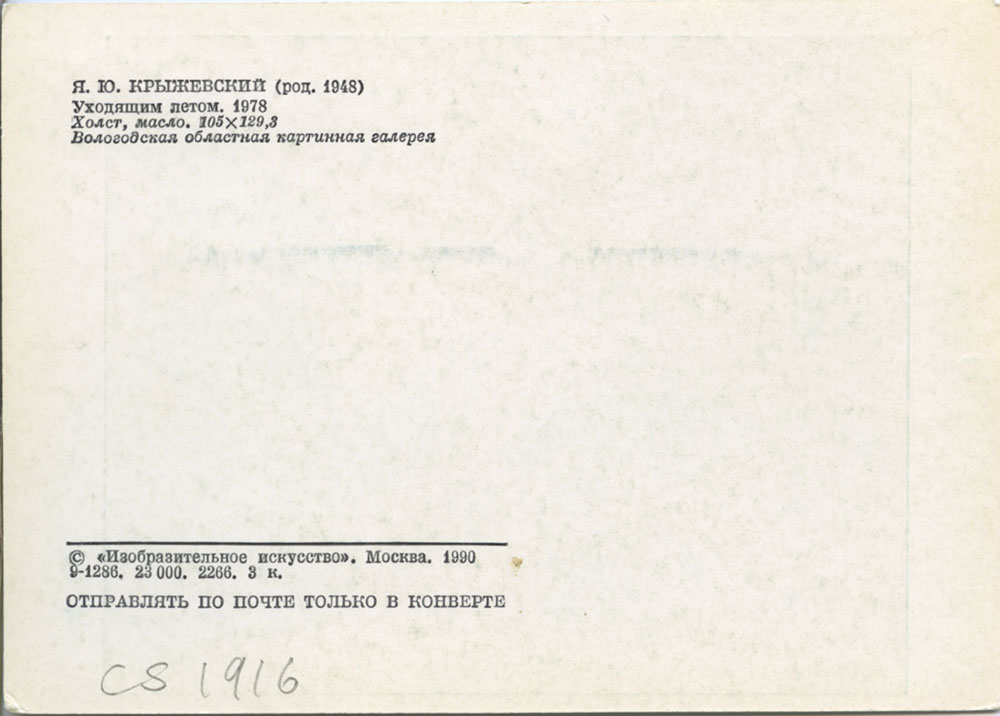 Я. Ю. КРЫЖЕВСКИЙ (род. 1948)
Уходящим летом. 1978
Холст, масло. 105×129,3
Вологодская областная картинная галерея
© «Изобразительное искусство». Москва. 1990
9-1286. 23 000. 2266. 3 к.
ОТПРАВЛЯТЬ ПО ПОЧТЕ ТОЛЬКО В КОНВЕРТЕ
CS 1916